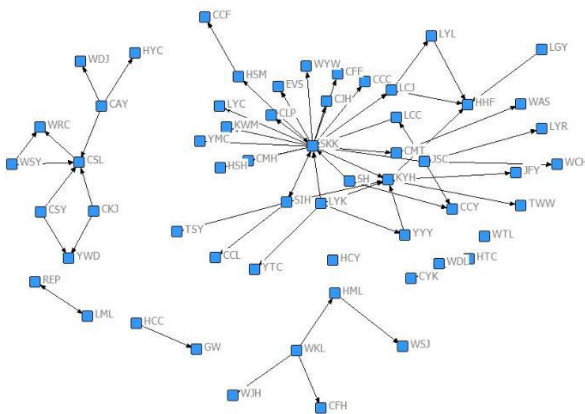 CCF
WDJ
HYC
LYL
LGY
WYW
CFF
HSM
EVS
CCC
LCJ
CAY
LYC
CJH
HHF
WAS
CLP
LCC
WRC
KWM
LYR
YMC
SKK
CMT
JSC
WSY
CSL
HSH
CMH
WCH
KYH
JFY
SH
SIH
LYK
CCY
TWW
CSY
CKJ
TSY
YYY
WTL
YWD
CCL
YTC
HCY
WDL
HTC
CYK
REP
HML
LML
HCC
GW
WKL
WSJ
WJH
CFH